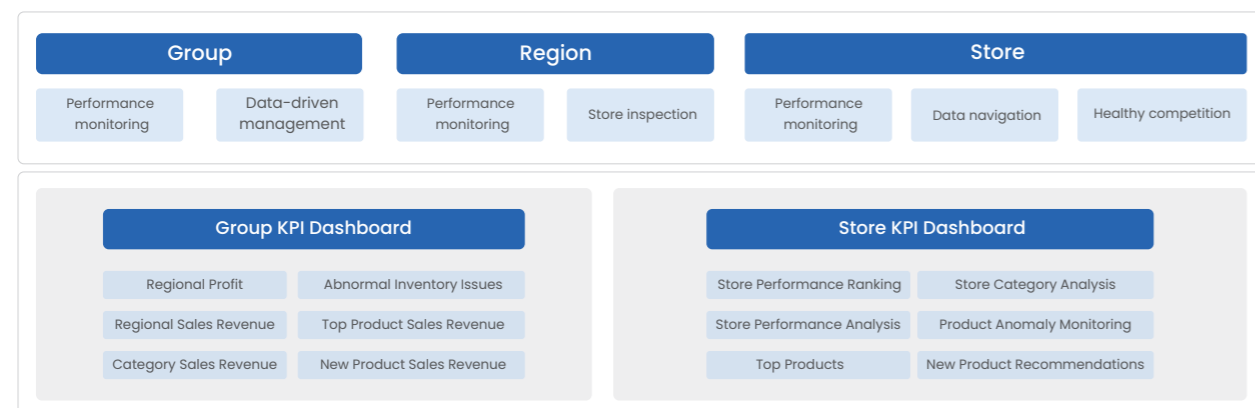 Group
Region
Store
Performance
monitoring
Data-driven
management
Performance
monitoring
Store inspection
Performance
monitoring
Data navigation
Healthy competition
Group KPI Dashboard
Regional Profit
Abnormal Inventory Issues
Regional Sales Revenue
Top Product Sales Revenue
Category Sales Revenue
New Product Sales Revenue
Store KPI Dashboard
Store Performance Ranking
Store Category Analysis
Store Performance Analysis
Product Anomaly Monitoring
Top Products
New Product Recommendations